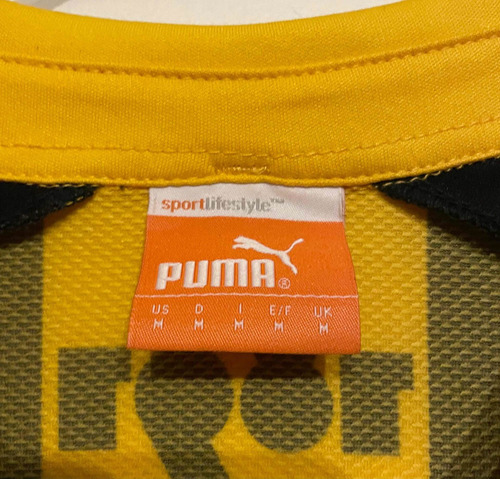 sportlifestyle™
PUMA®
US D I E/F UK
M M M M M